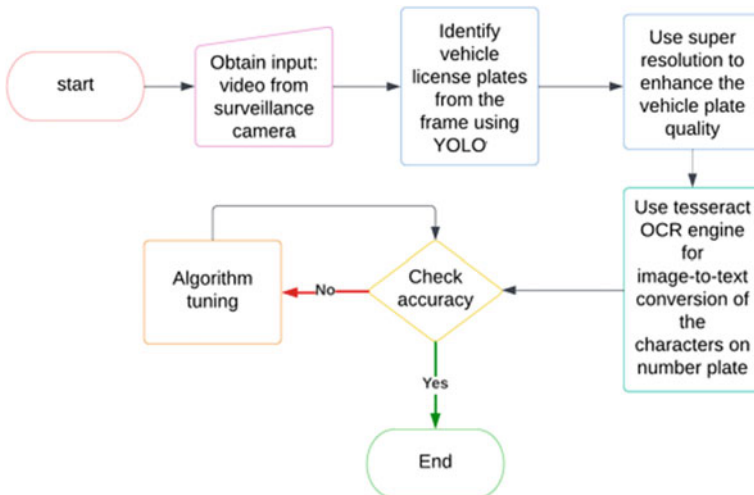 start
Obtain input:
video from
surveillance
camera
Identify
vehicle
license plates
from the
frame using
YOLO
Use super
resolution to
enhance the
vehicle plate
quality
Use tesseract
OCR engine
for
image-to-text
conversion of
the
characters on
number plate
Check
accuracy
No
Algorithm
tuning
Yes
End